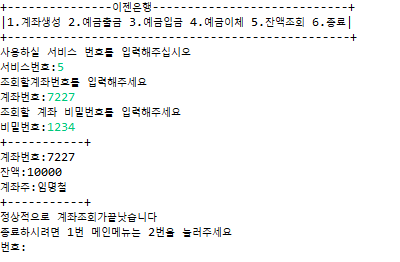 +---------------이젠은행---------------------------+
|1.계좌생성 2.예금출금 3.예금입금 4.예금이체 5.잔액조회 6.종료|
+--------------------------------------------------+
사용하실 서비스 번호를 입력해주십시오
서비스번호:5
조회할계좌번호를 입력해주세요
계좌번호:7227
조회할 계좌 비밀번호를 입력해주세요
비밀번호:1234
+-----------+
계좌번호:7227
잔액:10000
계좌주:임명철
+-----------+
정상적으로 계좌조회가끝낫습니다
종료하시려면 1번 메인메뉴는 2번을 눌러주세요
번호: